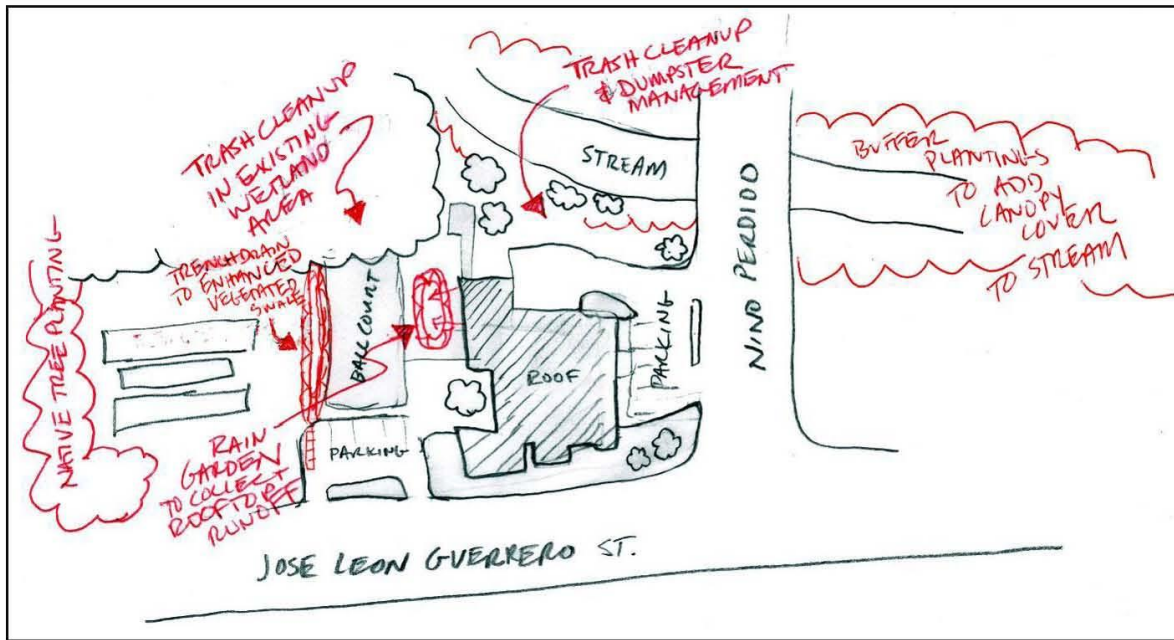 TRASH CLEANUP
IN EXISTING
WETLAND
AREA
TRASH CLEANUP
& DUMPSTER
MANAGEMENT
STREAM
NINO PERDIDO
BUFFER
PLANTINGS
TO ADD
CANOPY
COVER
TO STREAM
NATIVE TREE PLANTING
TRENCH DRAIN
TO ENHANCED
VEGETATED
SWALE
BALL COURT
ROOF
PARKING
PARKING
RAIN
GARDEN
TO COLLECT
ROOFTOP
RUNOFF
JOSE LEON GUERRERO ST.